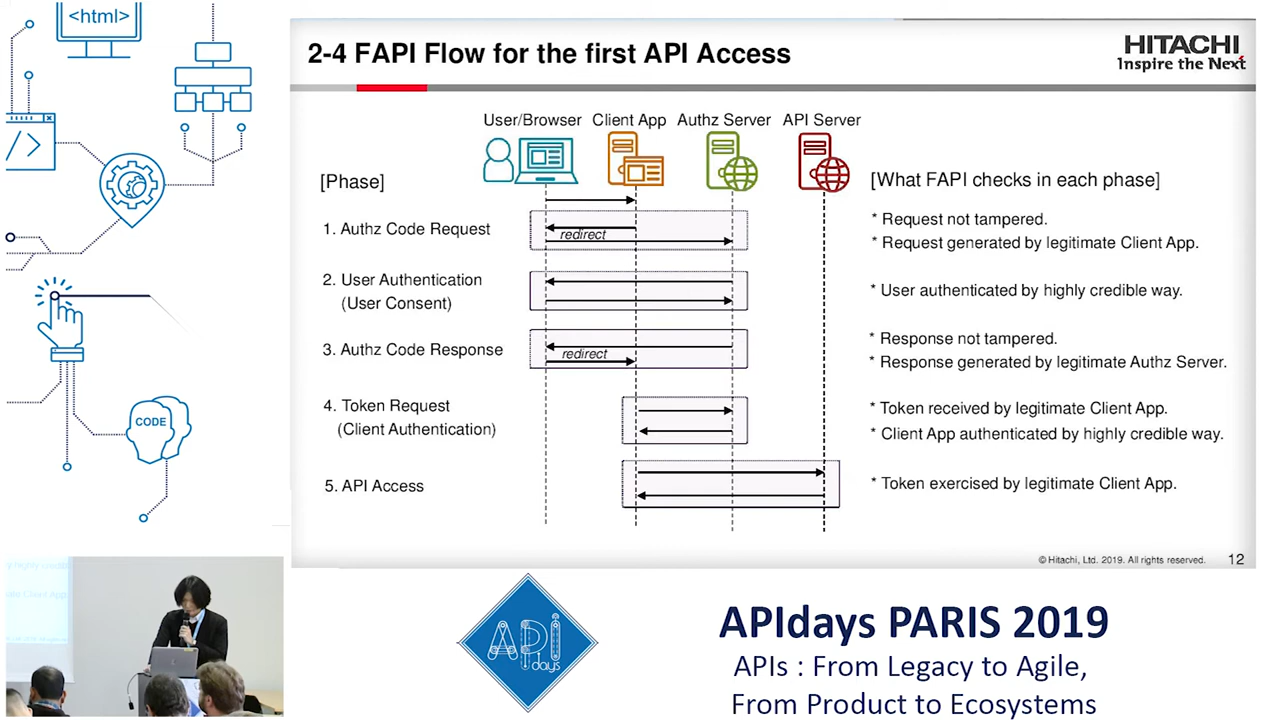 <html>
</>
CODE
2-4 FAPI Flow for the first API Access
HITACHI
Inspire the Next
User/Browser Client App Authz Server API Server
[Phase]
[What FAPI checks in each phase]
1. Authz Code Request
redirect
* Request not tampered.
* Request generated by legitimate Client App.
2. User Authentication
(User Consent)
* User authenticated by highly credible way.
3. Authz Code Response
redirect
* Response not tampered.
* Response generated by legitimate Authz Server.
4. Token Request
(Client Authentication)
* Token received by legitimate Client App.
* Client App authenticated by highly credible way.
5. API Access
* Token exercised by legitimate Client App.
© Hitachi, Ltd. 2019. All rights reserved. 12
API
days
APIdays PARIS 2019
APIs : From Legacy to Agile,
From Product to Ecosystems